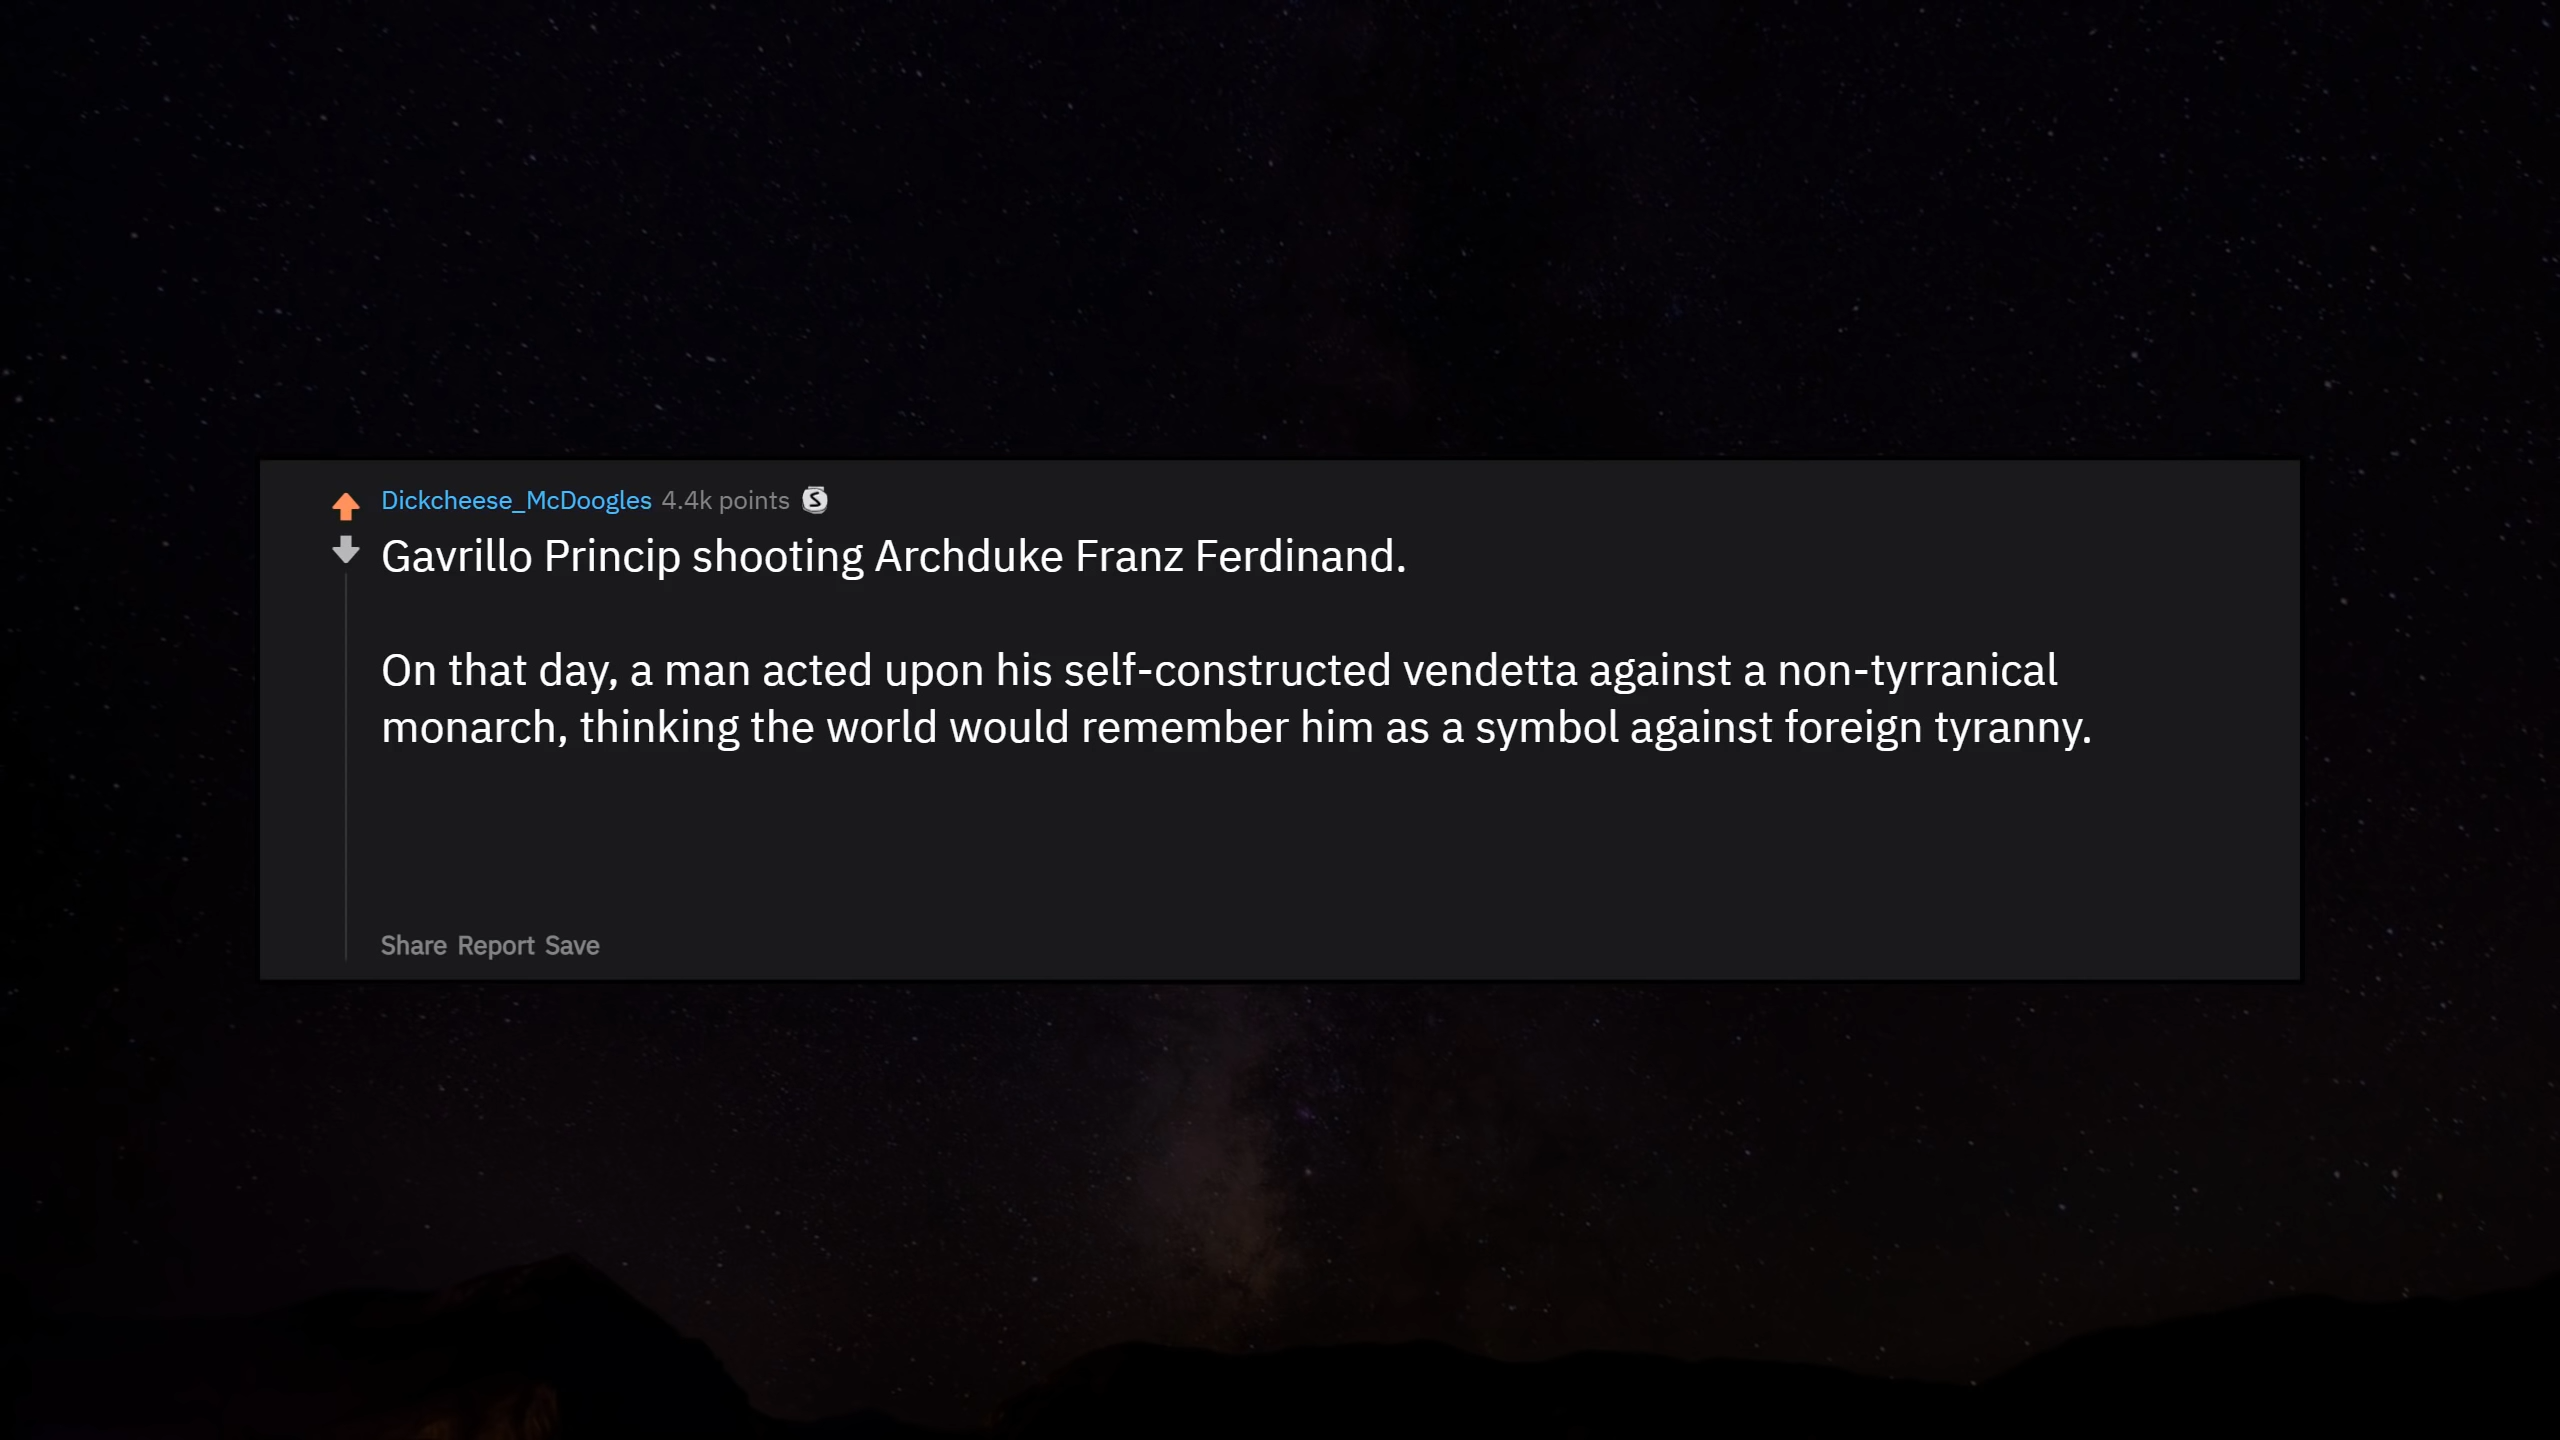 Dickcheese_McDoogles 4.4k points S
Gavrillo Princip shooting Archduke Franz Ferdinand.
On that day, a man acted upon his self-constructed vendetta against a non-tyrranical
monarch, thinking the world would remember him as a symbol against foreign tyranny.
Share Report Save